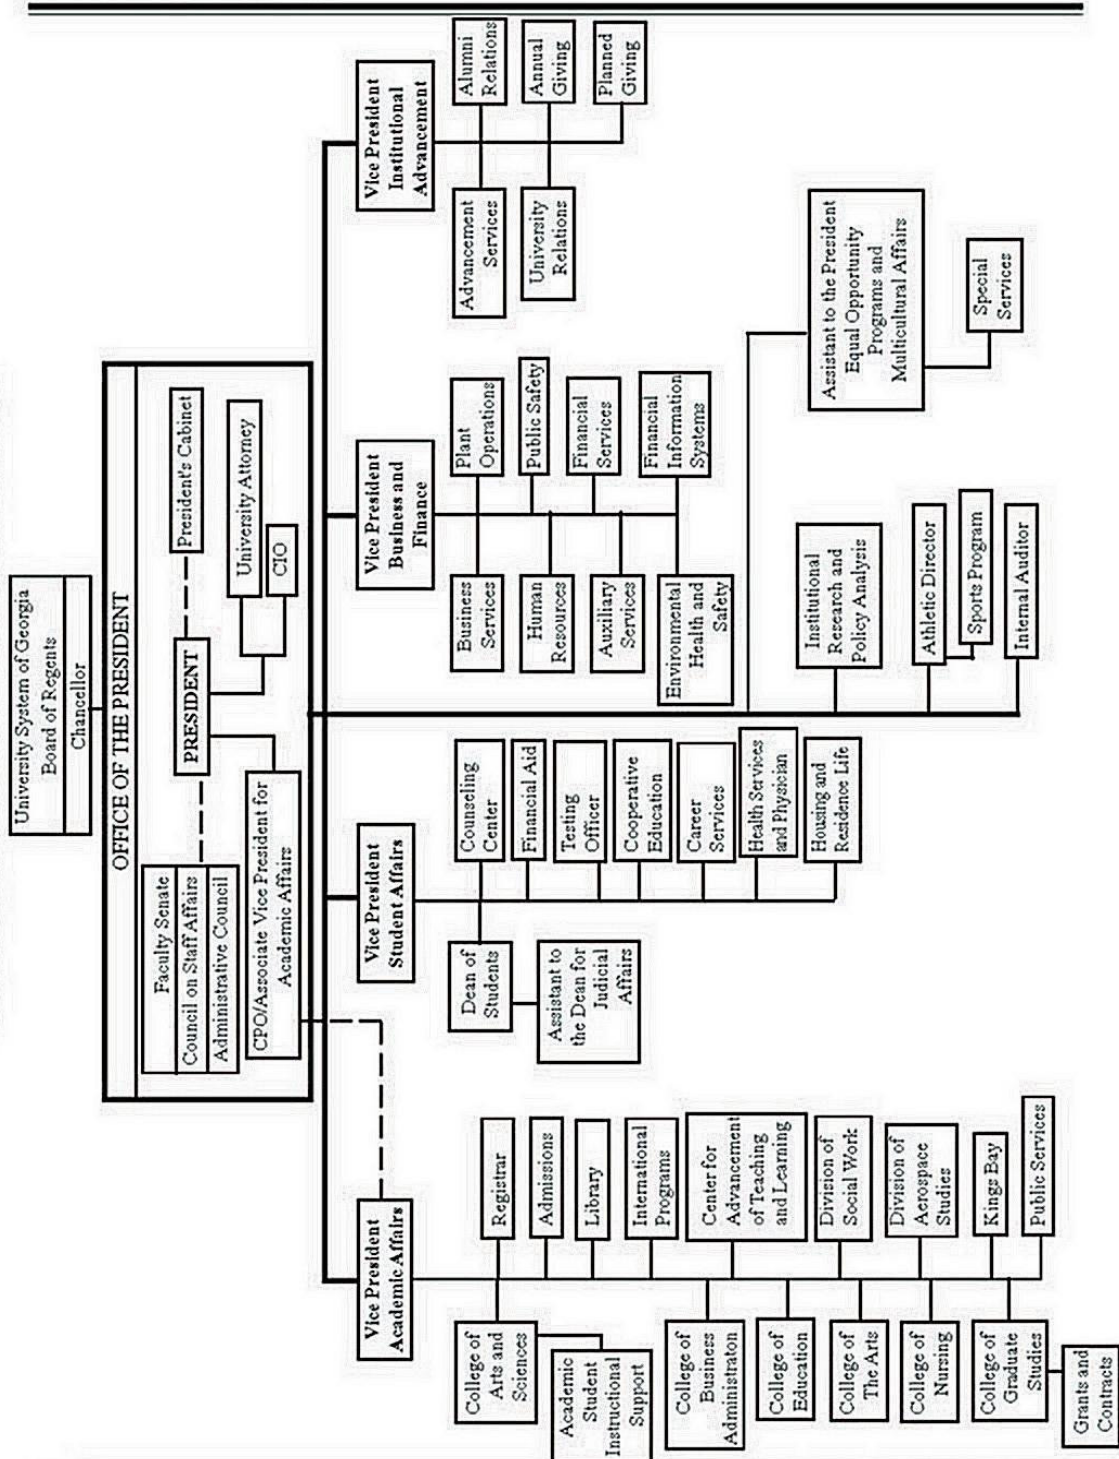 University System of Georgia
Board of Regents
Chancellor
OFFICE OF THE PRESIDENT
Faculty Senate
Council on Staff Affairs
Administrative Council
PRESIDENT
President's Cabinet
CPO/Associate Vice President for
Academic Affairs
University Attorney
CIO
Vice President
Academic Affairs
College of
Arts and
Sciences
Academic
Student
Instructional
Support
College of
Business
Administraton
College of
Education
College of
The Arts
College of
Nursing
College of
Graduate
Studies
Grants and
Contracts
Registrar
Admissions
Library
International
Programs
Center for
Advancement
of Teaching
and Learning
Division of
Social Work
Division of
Aerospace
Studies
Kings Bay
Public Services
Vice President
Student Affairs
Dean of
Students
Assistant to
the Dean for
Judicial
Affairs
Counseling
Center
Financial Aid
Testing
Officer
Cooperative
Education
Career
Services
Health Services
and Physician
Housing and
Residence Life
Vice President
Business and
Finance
Business
Services
Human
Resources
Auxiliary
Services
Environmental
Health and
Safety
Plant
Operations
Public Safety
Financial
Services
Financial
Information
Systems
Vice President
Institutional
Advancement
Advancement
Services
University
Relations
Alumni
Relations
Annual
Giving
Planned
Giving
Institutional
Research and
Policy Analysis
Athletic Director
Sports Program
Internal Auditor
Assistant to the President
Equal Opportunity
Programs and
Multicultural Affairs
Special
Services